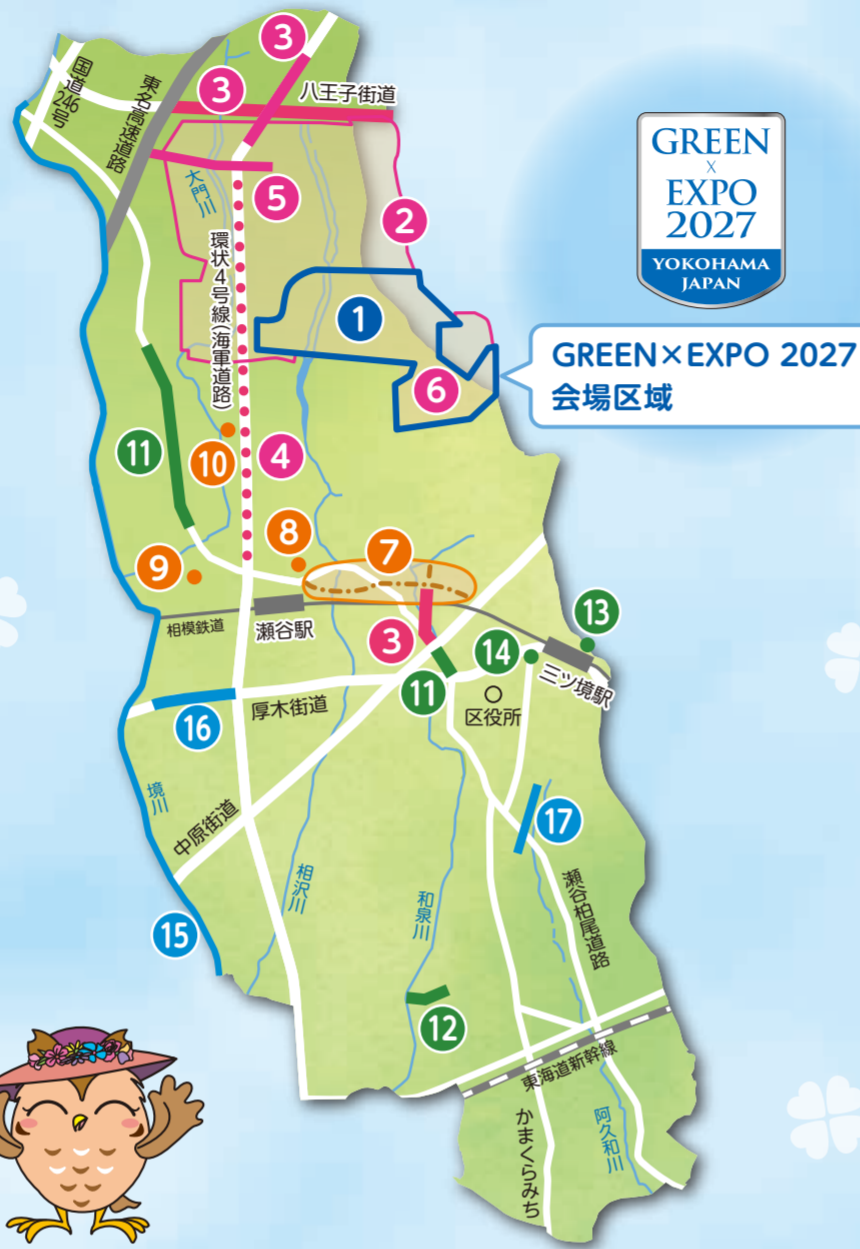 国道246号
東名高速道路
3
3
八王子街道
大門川
5
2
環状4号線(海軍道路)
1
6
GREEN
×
EXPO
2027
YOKOHAMA
JAPAN
GREEN×EXPO 2027
会場区域
11
10
4
9
8
7
相模鉄道
瀬谷駅
3
13
14
三ツ境駅
11
区役所
16
厚木街道
境川
中原街道
17
相沢川
和泉川
瀬谷柏尾道路
15
12
東海道新幹線
かまくらみち
阿久和川